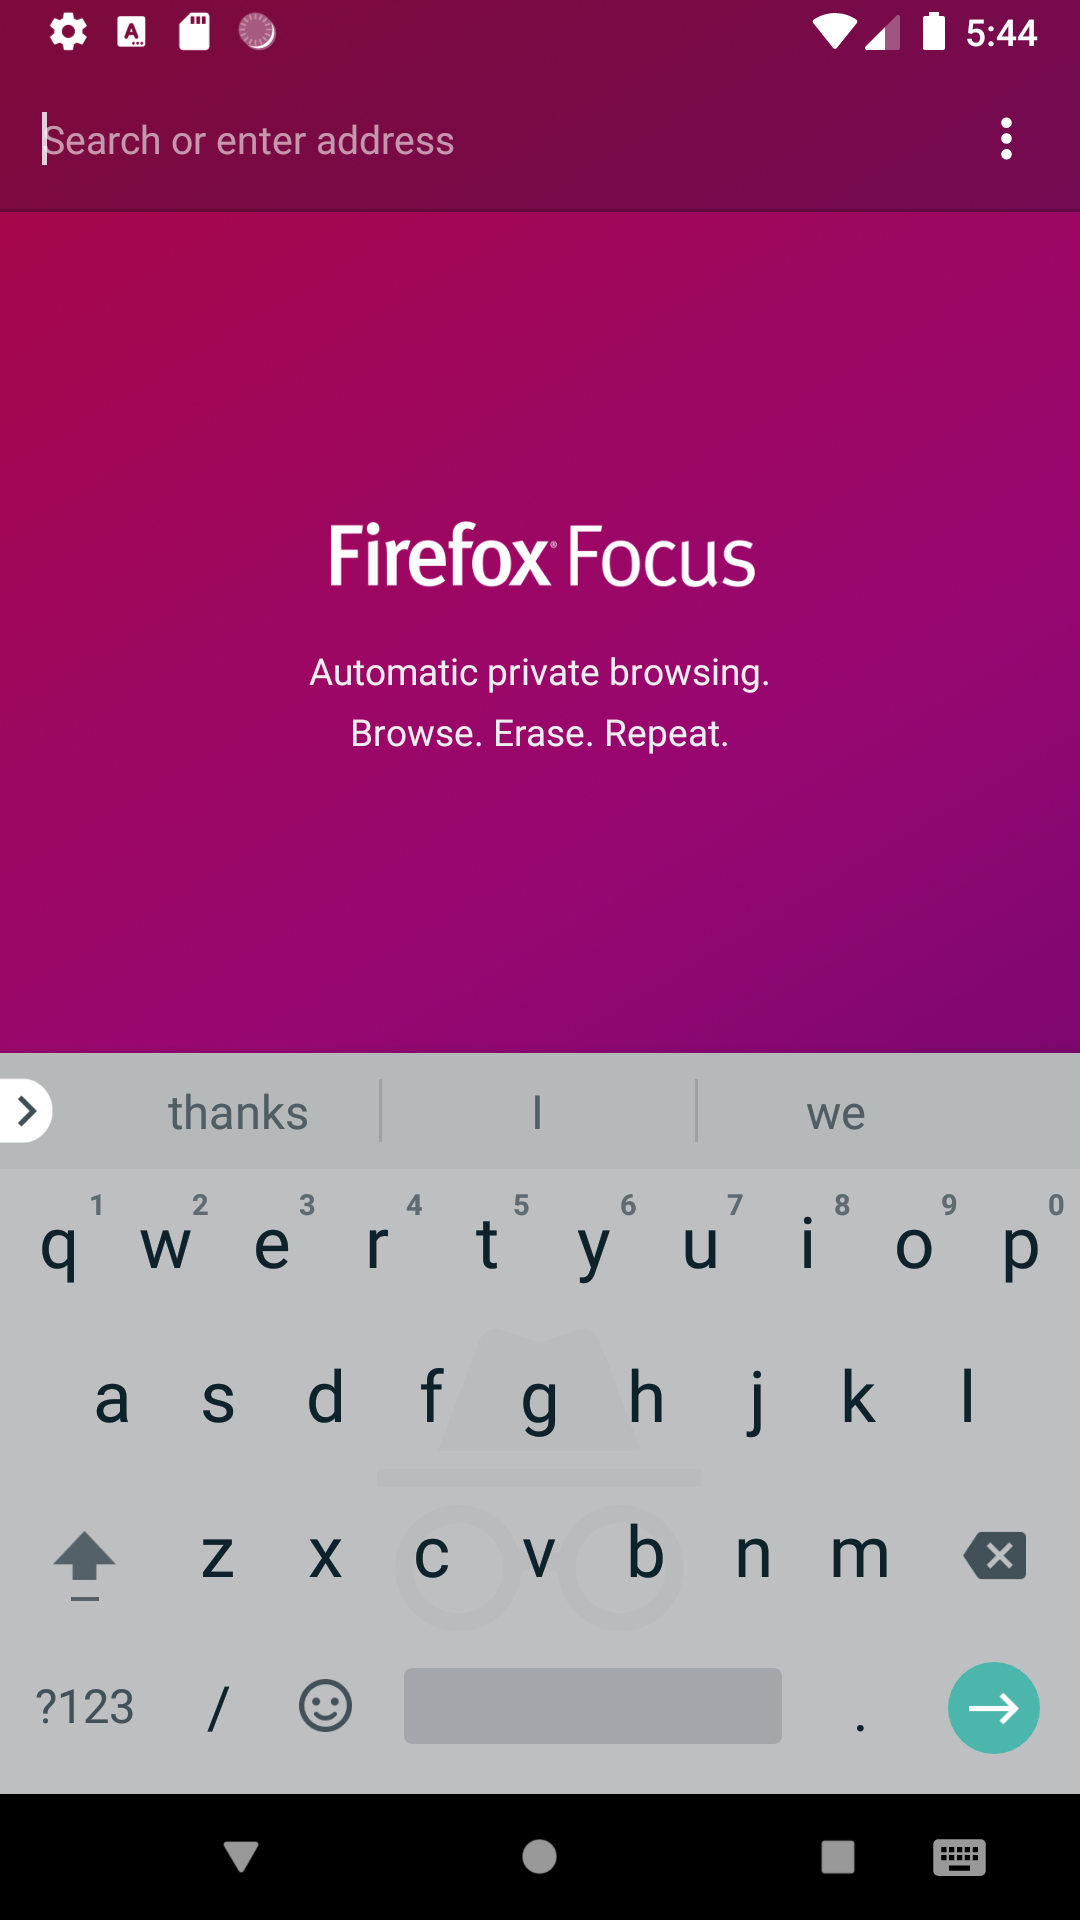 5:44
Search or enter address
Firefox Focus
Automatic private browsing.
Browse. Erase. Repeat.
thanks I we
1 2 3 4 5 6 7 8 9 0
q w e r t y u i o p
a s d f g h j k l
z x c v b n m
?123 / .